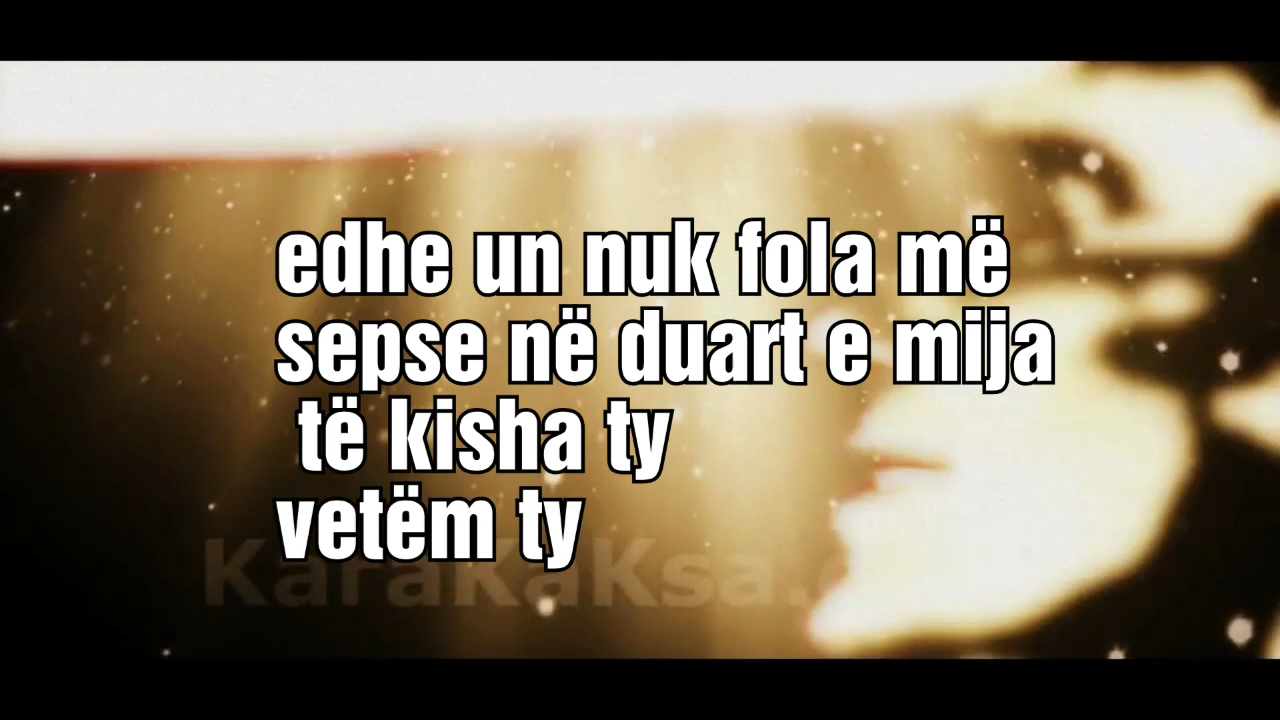 edhe un nuk fola më
sepse në duart e mija
të kisha ty
vetëm ty